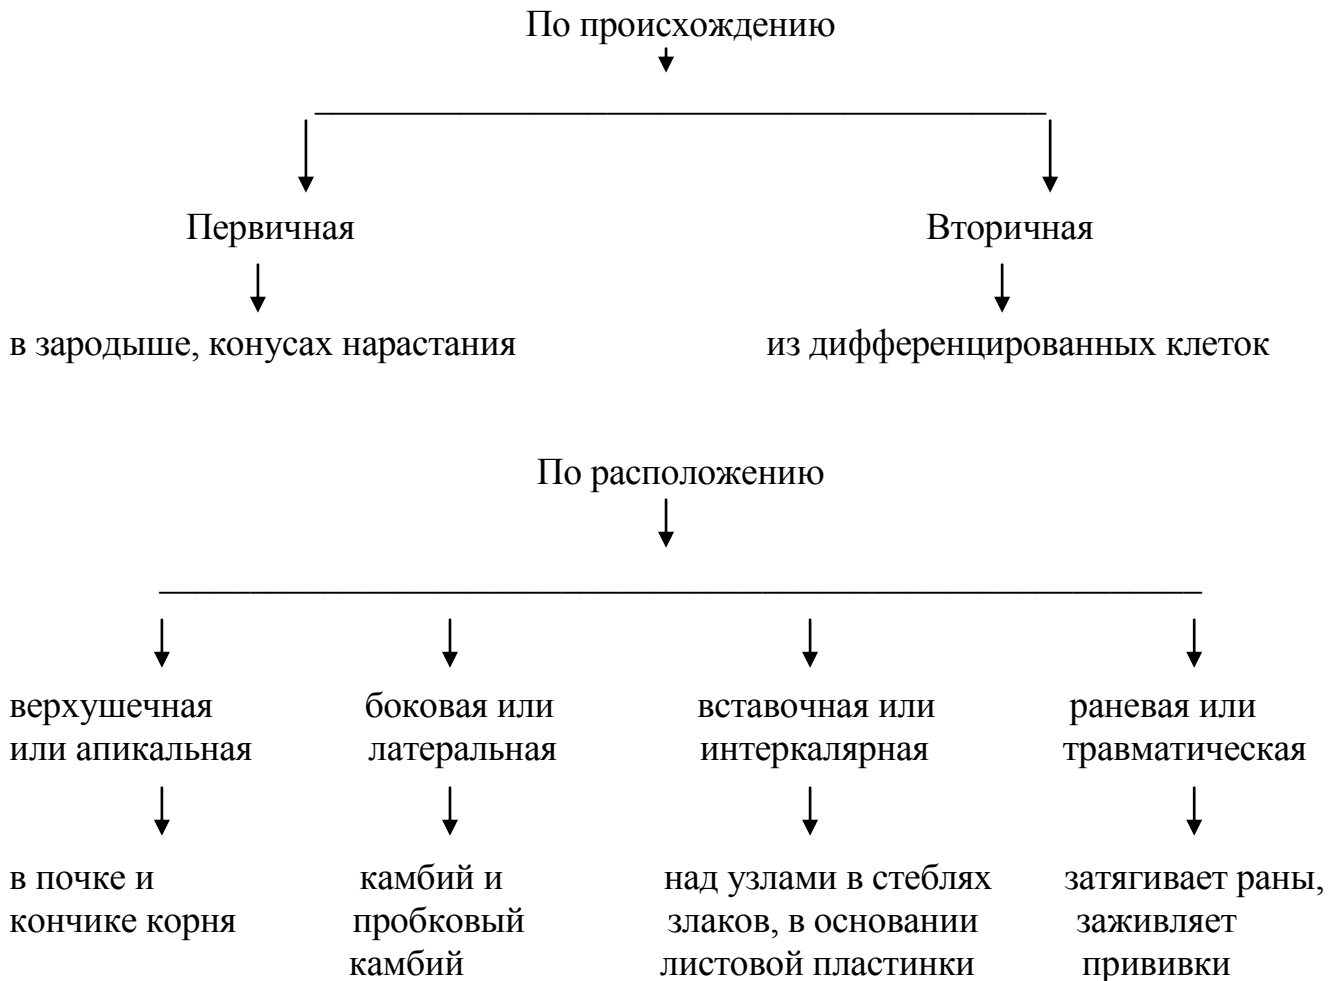 По происхождению
Первичная
Вторичная
в зародыше, конусах нарастания
из дифференцированных клеток
По расположению
верхушечная
или апикальная
боковая или
латеральная
вставочная или
интеркалярная
раневая или
травматическая
в почке и
кончике корня
камбий и
пробковый
камбий
над узлами в стеблях
злаков, в основании
листовой пластинки
затягивает раны,
заживляет
прививки